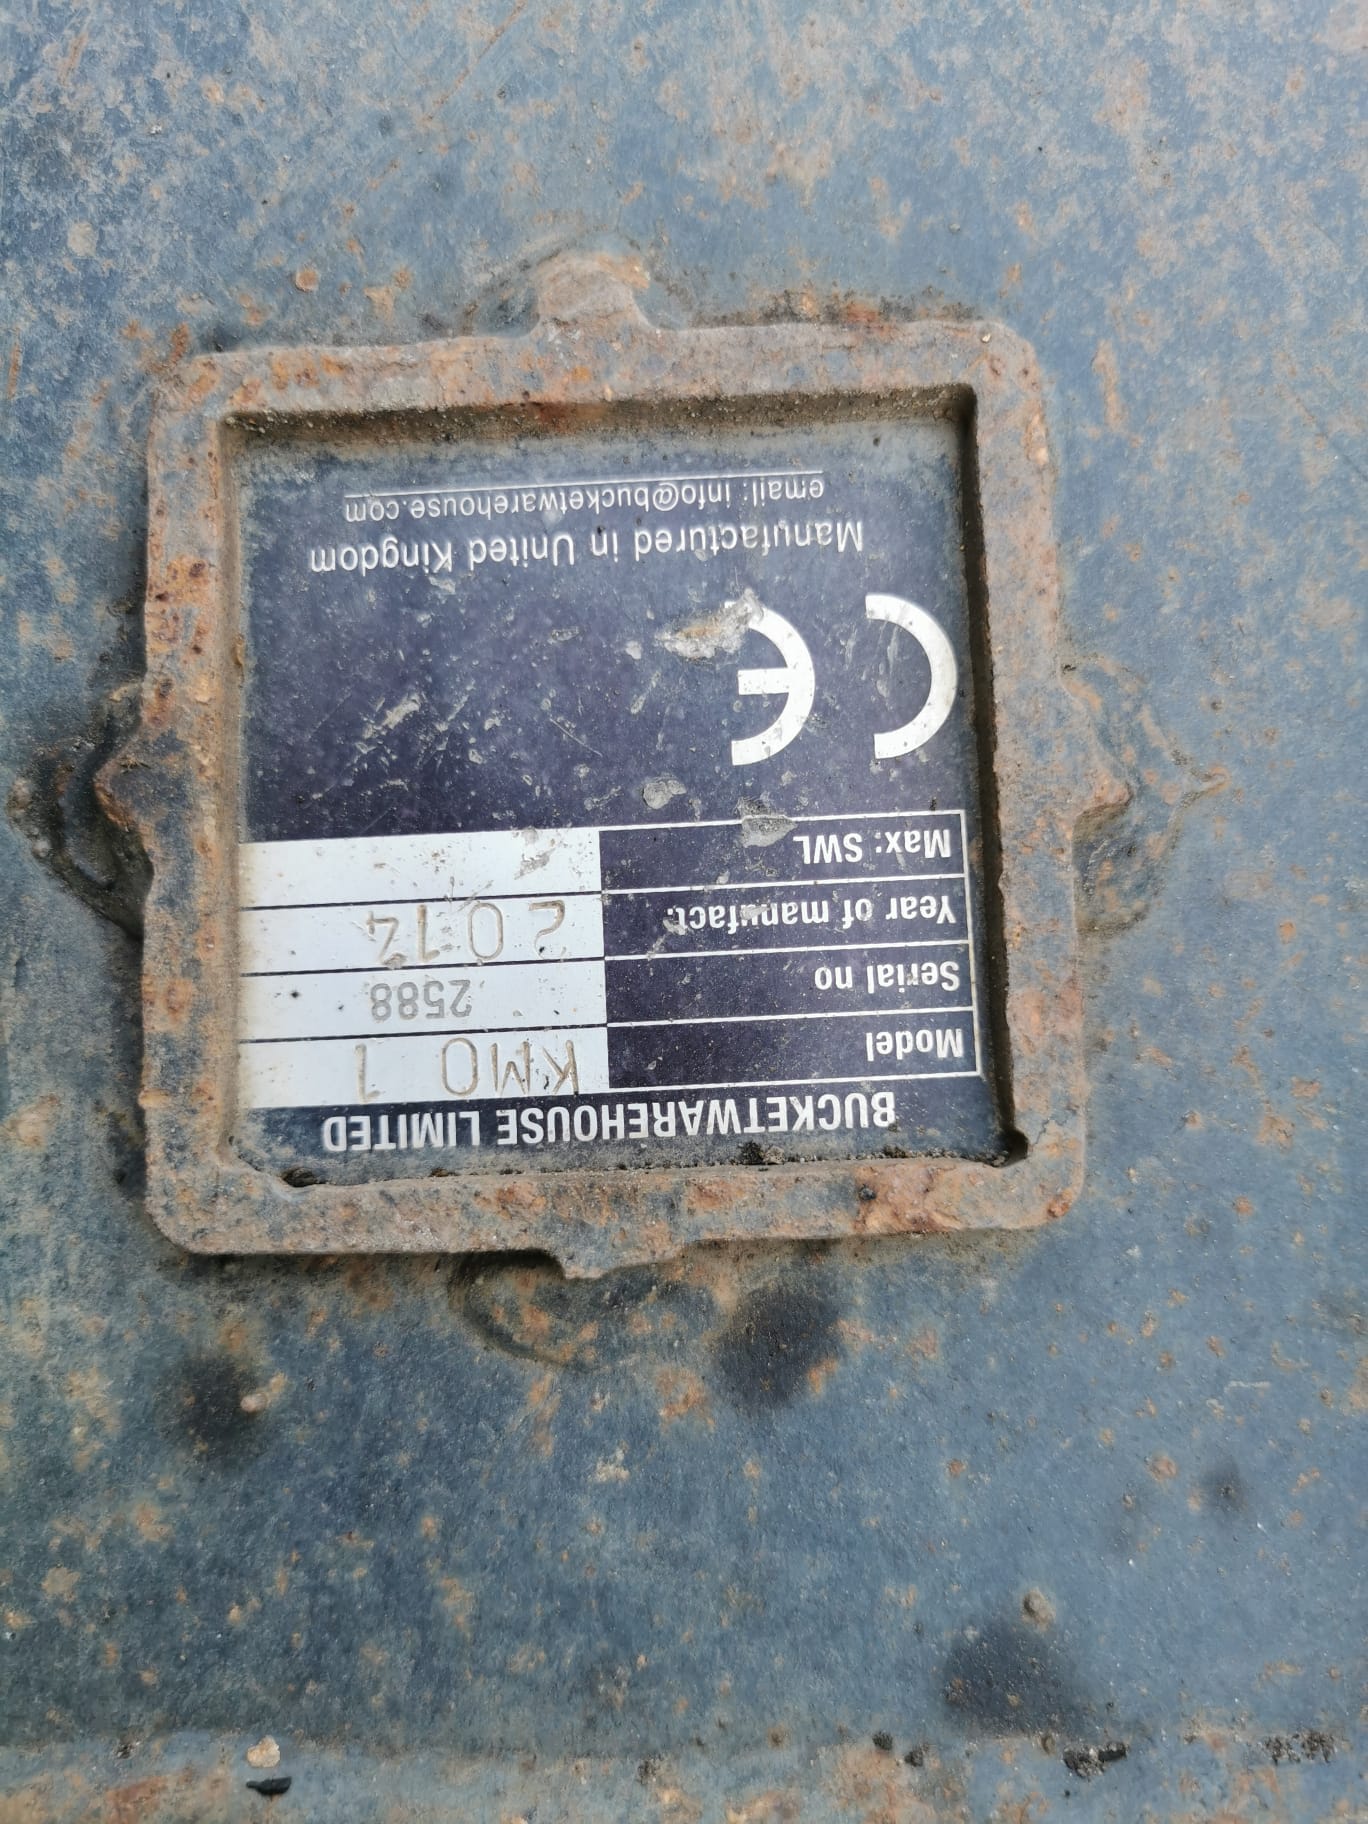 BUCKETWAREHOUSE LIMITED
Model KMO 1
Serial no 2588
Year of manufact. 2014
Max: SWL
CE
Manufactured in United Kingdom
email: info@bucketwarehouse.com